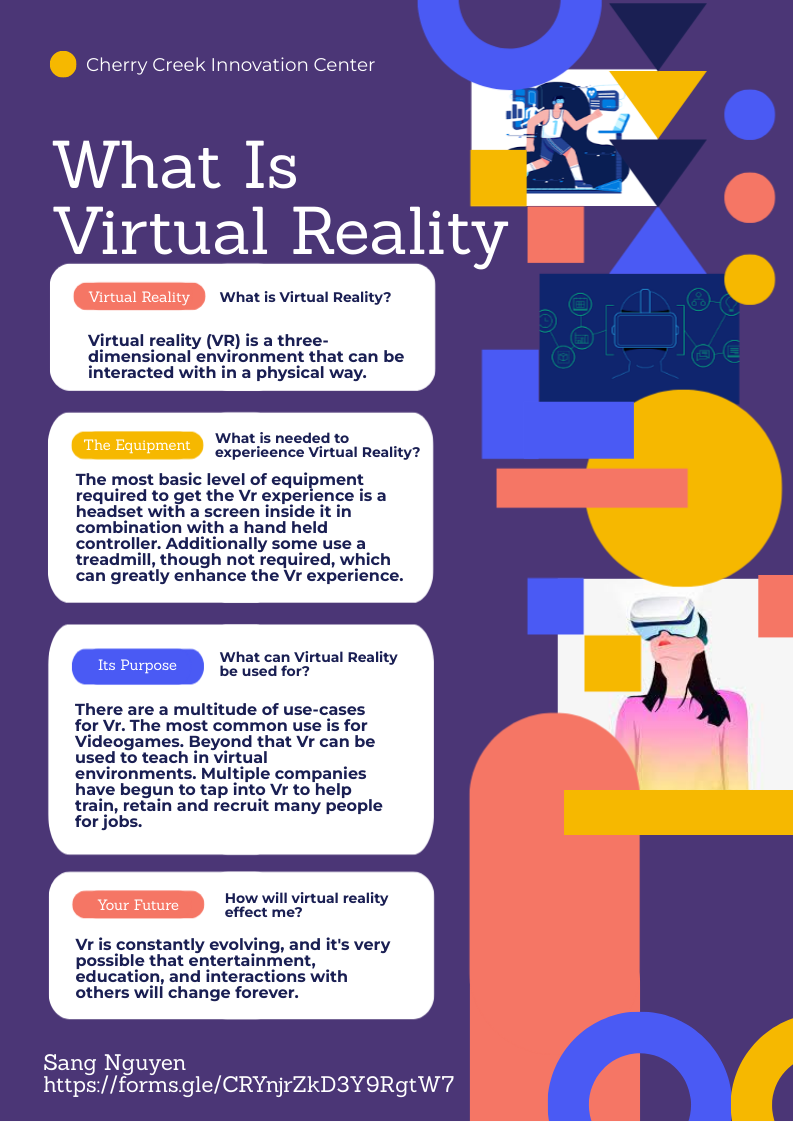 Cherry Creek Innovation Center
What Is
Virtual Reality
Virtual Reality
What is Virtual Reality?
Virtual reality (VR) is a three-
dimensional environment that can be
interacted with in a physical way.
The Equipment
What is needed to
experieence Virtual Reality?
The most basic level of equipment
required to get the Vr experience is a
headset with a screen inside it in
combination with a hand held
controller. Additionally some use a
treadmill, though not required, which
can greatly enhance the Vr experience.
Its Purpose
What can Virtual Reality
be used for?
There are a multitude of use-cases
for Vr. The most common use is for
Videogames. Beyond that Vr can be
used to teach in virtual
environments. Multiple companies
have begun to tap into Vr to help
train, retain and recruit many people
for jobs.
Your Future
How will virtual reality
effect me?
Vr is constantly evolving, and it's very
possible that entertainment,
education, and interactions with
others will change forever.
Sang Nguyen
https://forms.gle/CRYnjrZkD3Y9RgtW7